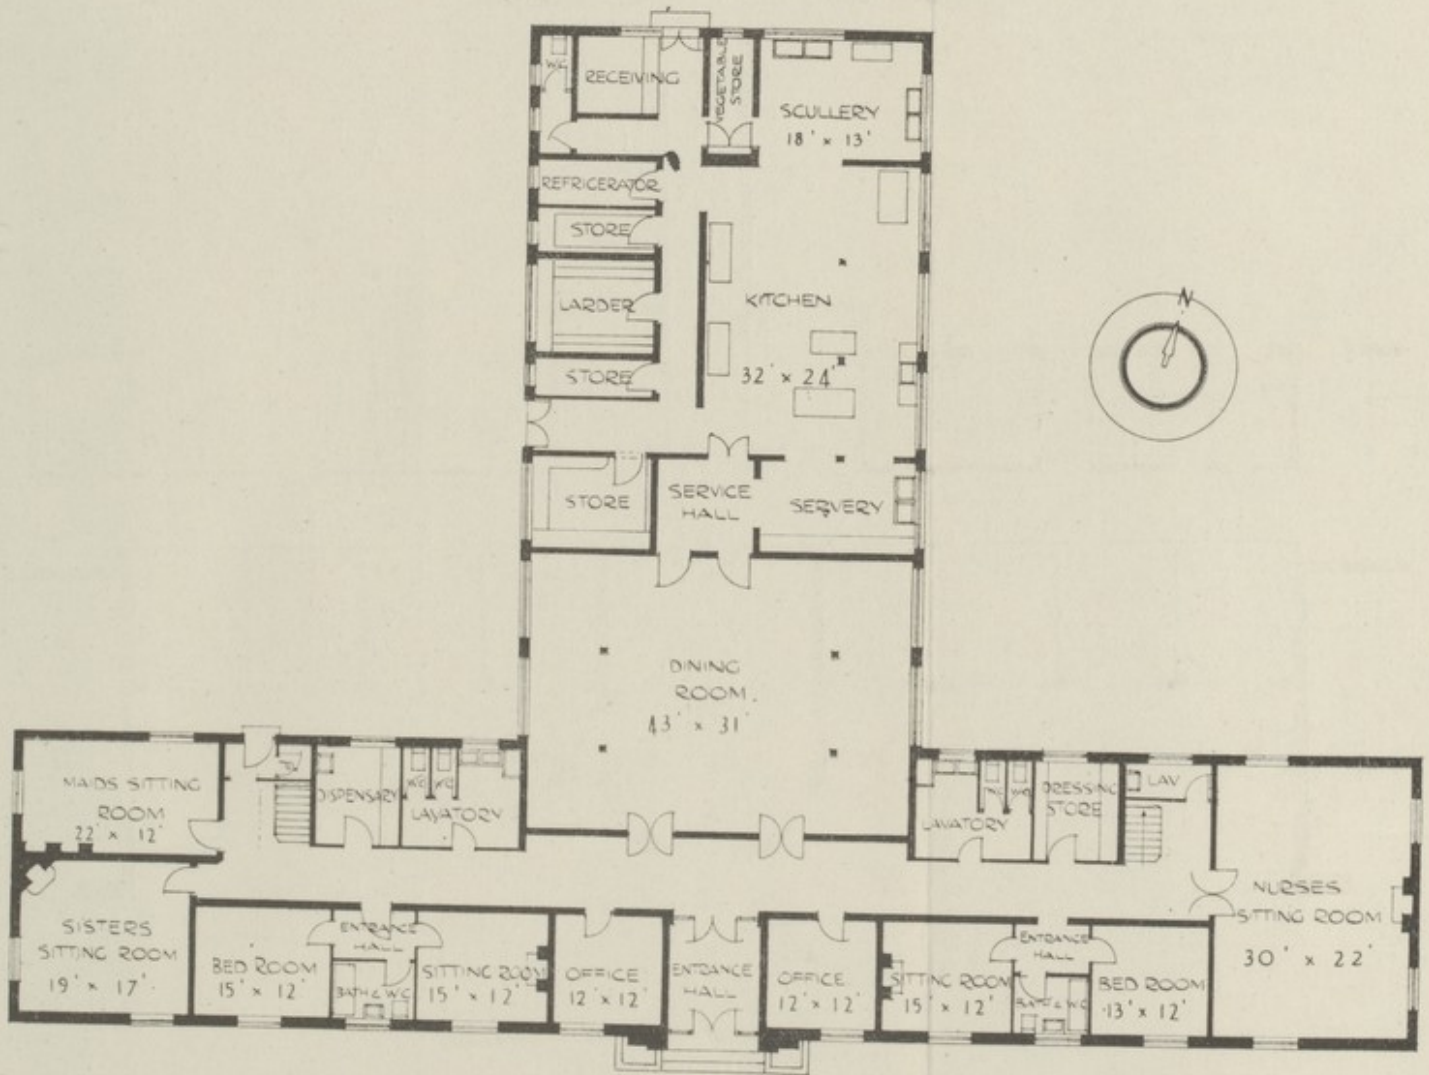 W.C.
RECEIVING
VEGETABLE
STORE
SCULLERY
18' x 13'
REFRIGERATOR
STORE
LARDER
KITCHEN
32' x 24'
STORE
N
STORE
SERVICE
HALL
SERVERY
DINING
ROOM.
43' x 31'
MAIDS SITTING
ROOM
22' x 12'
DISPENSARY
W.C.
W.C.
LAVATORY
LAVATORY
W.C.
W.C.
DRESSING
STORE
LAV
SISTERS
SITTING ROOM
19' x 17'
BED ROOM
15' x 12'
ENTRANCE
HALL
BATH & W.C.
SITTING ROOM
15' x 12'
OFFICE
12' x 12'
ENTRANCE
HALL
OFFICE
12' x 12'
SITTING ROOM
15' x 12'
ENTRANCE
HALL
BATH & W.C.
BED ROOM
13' x 12'
NURSES
SITTING ROOM
30' x 22'